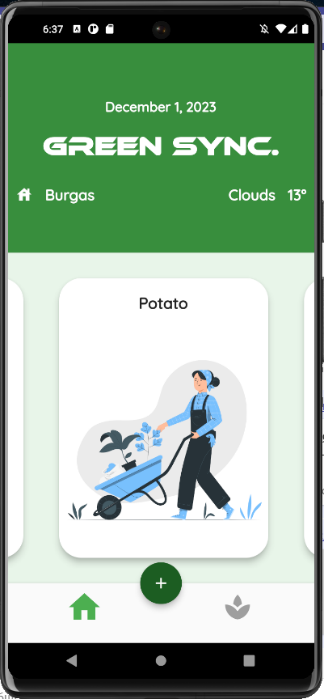 6:37
December 1, 2023
GREEN SYNC.
Burgas Clouds 13°
Potato
+